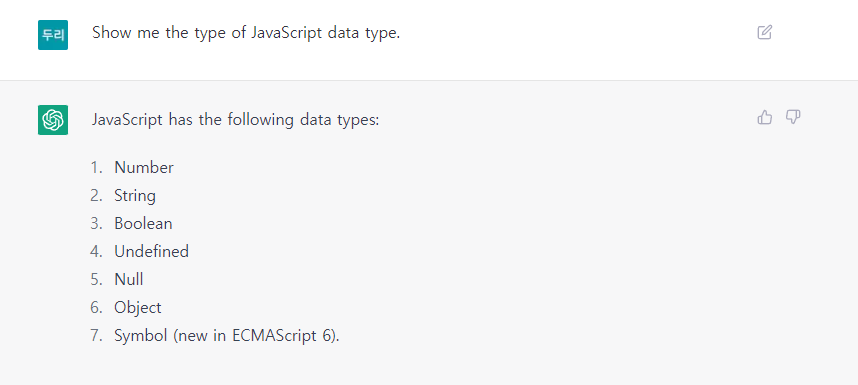 두리
Show me the type of JavaScript data type.
JavaScript has the following data types:
1. Number
2. String
3. Boolean
4. Undefined
5. Null
6. Object
7. Symbol (new in ECMAScript 6).